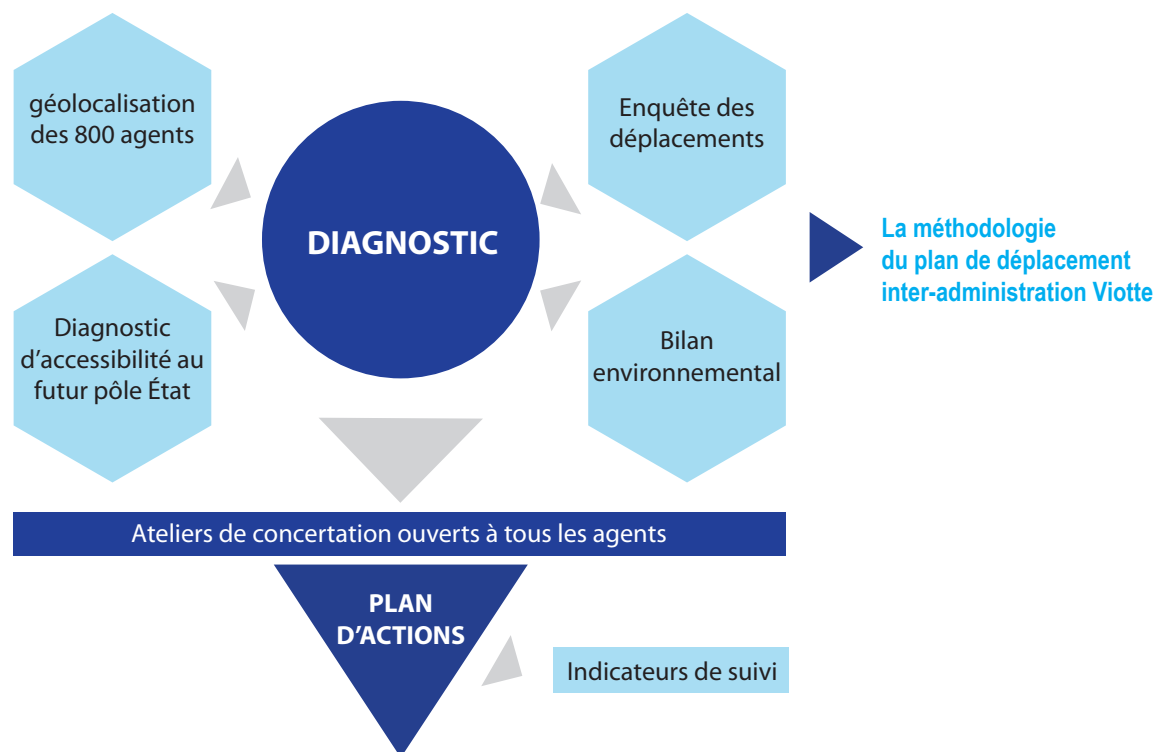 géolocalisation
des 800 agents
Enquête des
déplacements
DIAGNOSTIC
La méthodologie
du plan de déplacement
inter-administration Viotte
Diagnostic
d’accessibilité au
futur pôle État
Bilan
environnemental
Ateliers de concertation ouverts à tous les agents
PLAN
D’ACTIONS
Indicateurs de suivi